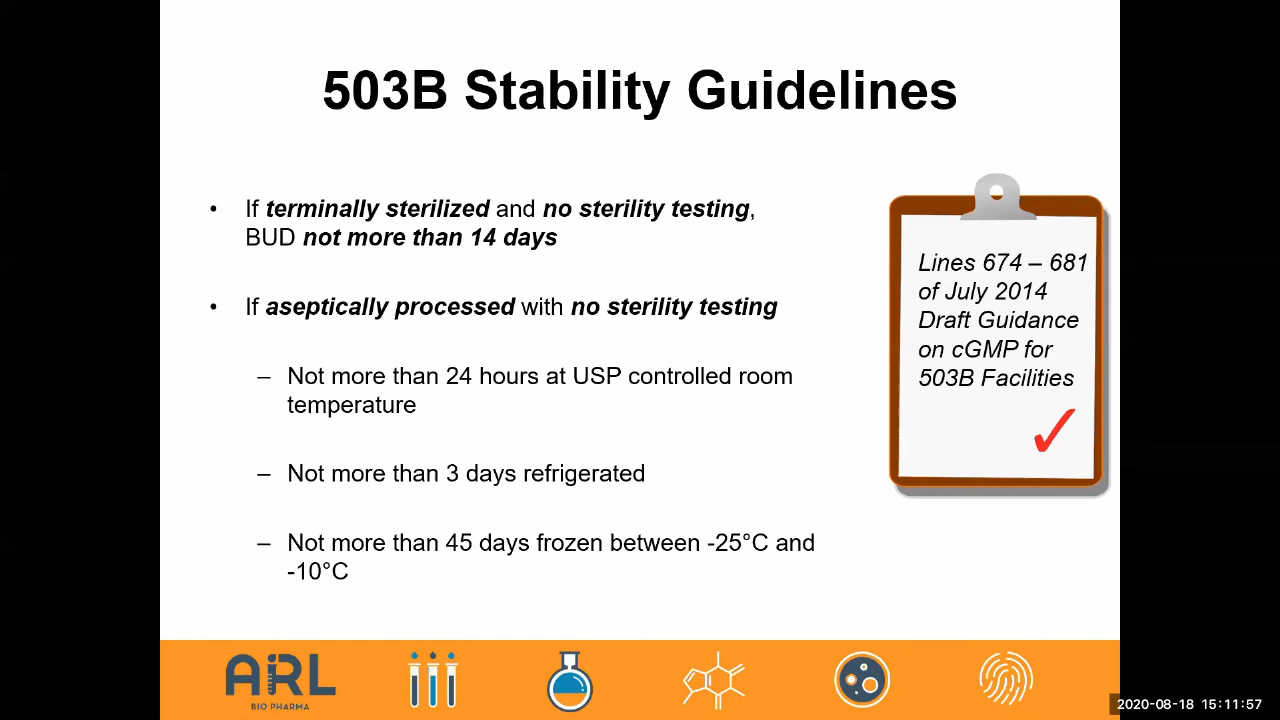 503B Stability Guidelines
• If terminally sterilized and no sterility testing,
BUD not more than 14 days
• If aseptically processed with no sterility testing
– Not more than 24 hours at USP controlled room
temperature
– Not more than 3 days refrigerated
– Not more than 45 days frozen between -25°C and
-10°C
Lines 674 – 681
of July 2014
Draft Guidance
on cGMP for
503B Facilities
ARL
BIO PHARMA
2020-08-18 15:11:57